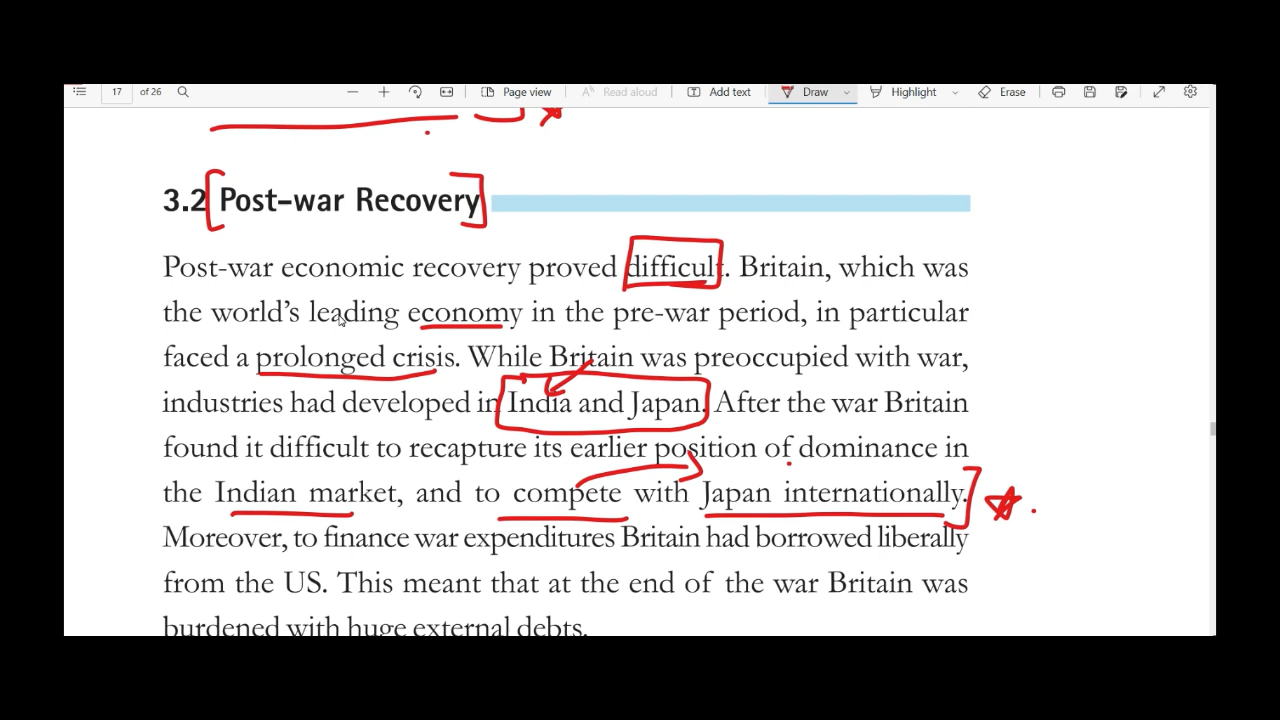 17 of 26 Page view Read aloud Add text Draw Highlight Erase
3.2 Post-war Recovery
Post-war economic recovery proved difficult. Britain, which was
the world's leading economy in the pre-war period, in particular
faced a prolonged crisis. While Britain was preoccupied with war,
industries had developed in India and Japan. After the war Britain
found it difficult to recapture its earlier position of dominance in
the Indian market, and to compete with Japan internationally.
Moreover, to finance war expenditures Britain had borrowed liberally
from the US. This meant that at the end of the war Britain was
burdened with huge external debts.